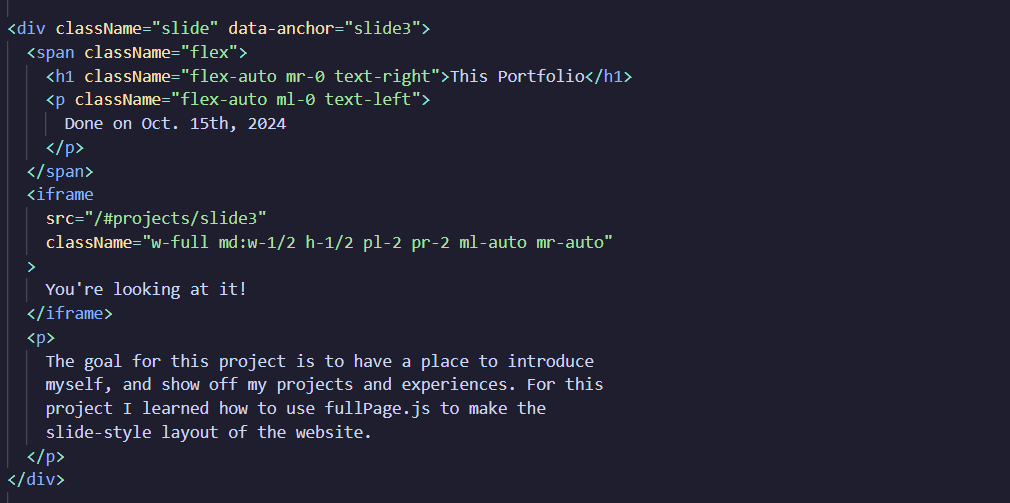 <div className="slide" data-anchor="slide3">
  <span className="flex">
    <h1 className="flex-auto mr-0 text-right">This Portfolio</h1>
    <p className="flex-auto ml-0 text-left">
      Done on Oct. 15th, 2024
    </p>
  </span>
  <iframe
    src="/#projects/slide3"
    className="w-full md:w-1/2 h-1/2 pl-2 pr-2 ml-auto mr-auto"
  >
    You're looking at it!
  </iframe>
  <p>
    The goal for this project is to have a place to introduce
    myself, and show off my projects and experiences. For this
    project I learned how to use fullPage.js to make the
    slide-style layout of the website.
  </p>
</div>